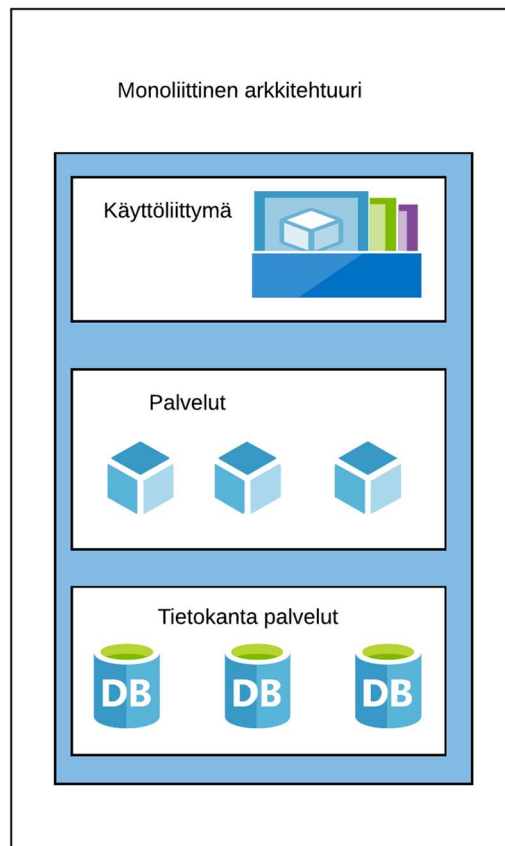 Monoliittinen arkkitehtuuri
Käyttöliittymä
Palvelut
Tietokanta palvelut
DB
DB
DB